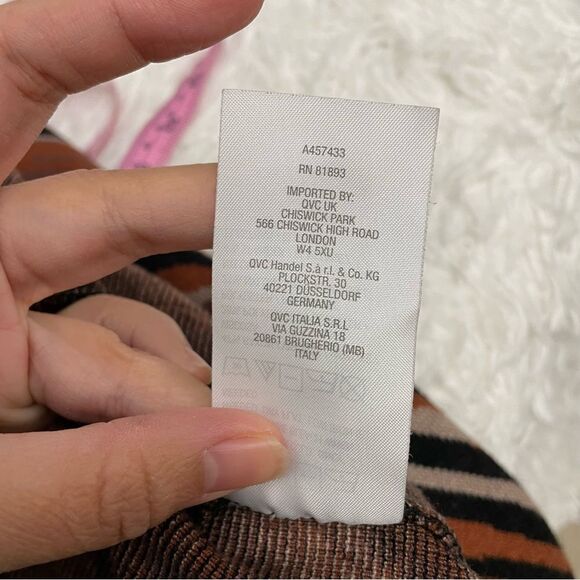 A457433
RN 81893
IMPORTED BY:
QVC UK
CHISWICK PARK
566 CHISWICK HIGH ROAD
LONDON
W4 5XU
QVC Handel S.à r.l. & Co. KG
PLOCKSTR. 30
40221 DÜSSELDORF
GERMANY
QVC ITALIA S.R.L
VIA GUZZINA 18
20861 BRUGHERIO (MB)
ITALY